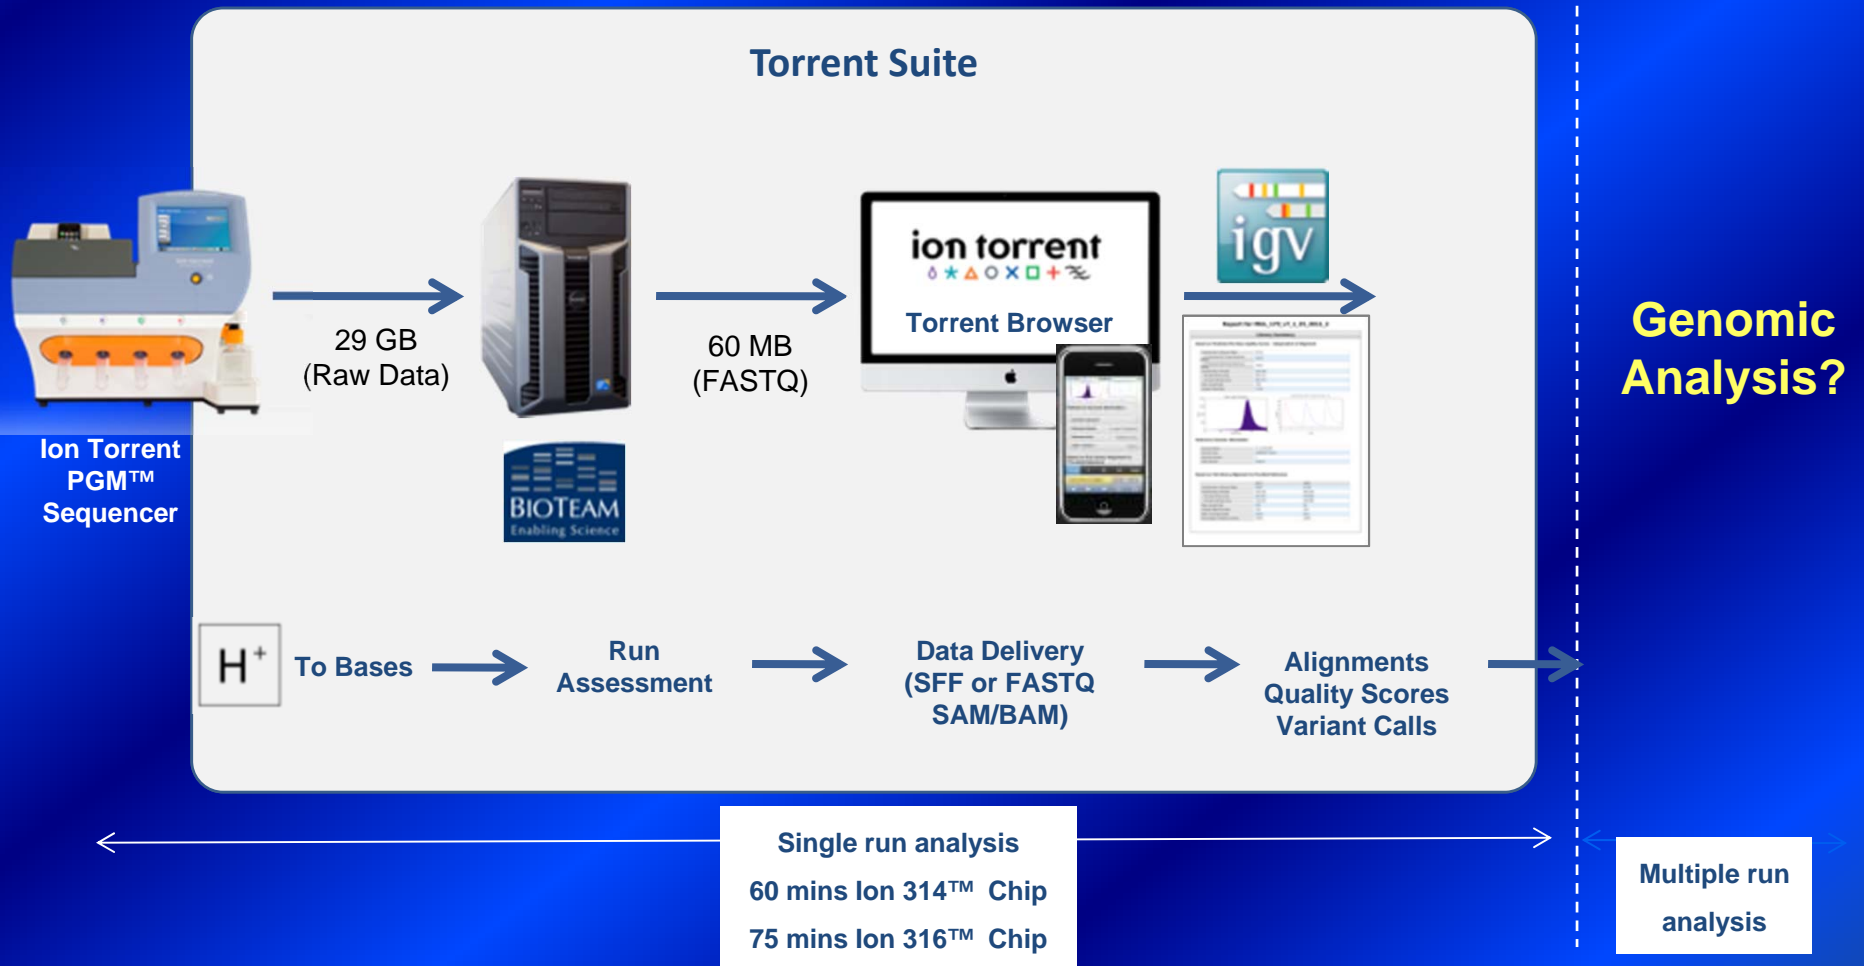 Torrent Suite
ion torrent
Torrent Browser
igv
29 GB
(Raw Data)
60 MB
(FASTQ)
Genomic
Analysis?
Ion Torrent
PGM™
Sequencer
BIOTEAM
Enabling Science
H+
To Bases
Run
Assessment
Data Delivery
(SFF or FASTQ
SAM/BAM)
Alignments
Quality Scores
Variant Calls
Single run analysis
60 mins Ion 314™ Chip
75 mins Ion 316™ Chip
Multiple run
analysis